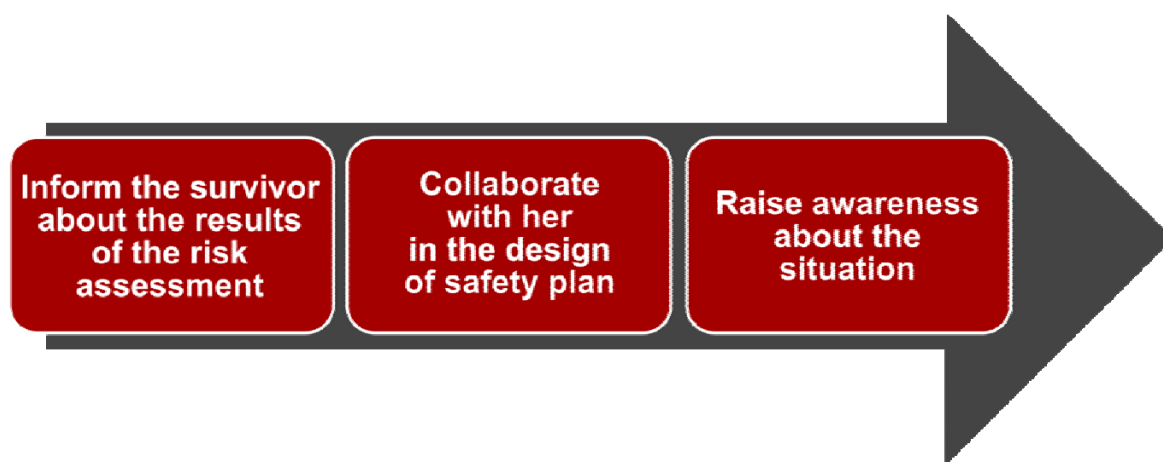 Inform the survivor
about the results
of the risk
assessment
Collaborate
with her
in the design
of safety plan
Raise awareness
about the
situation